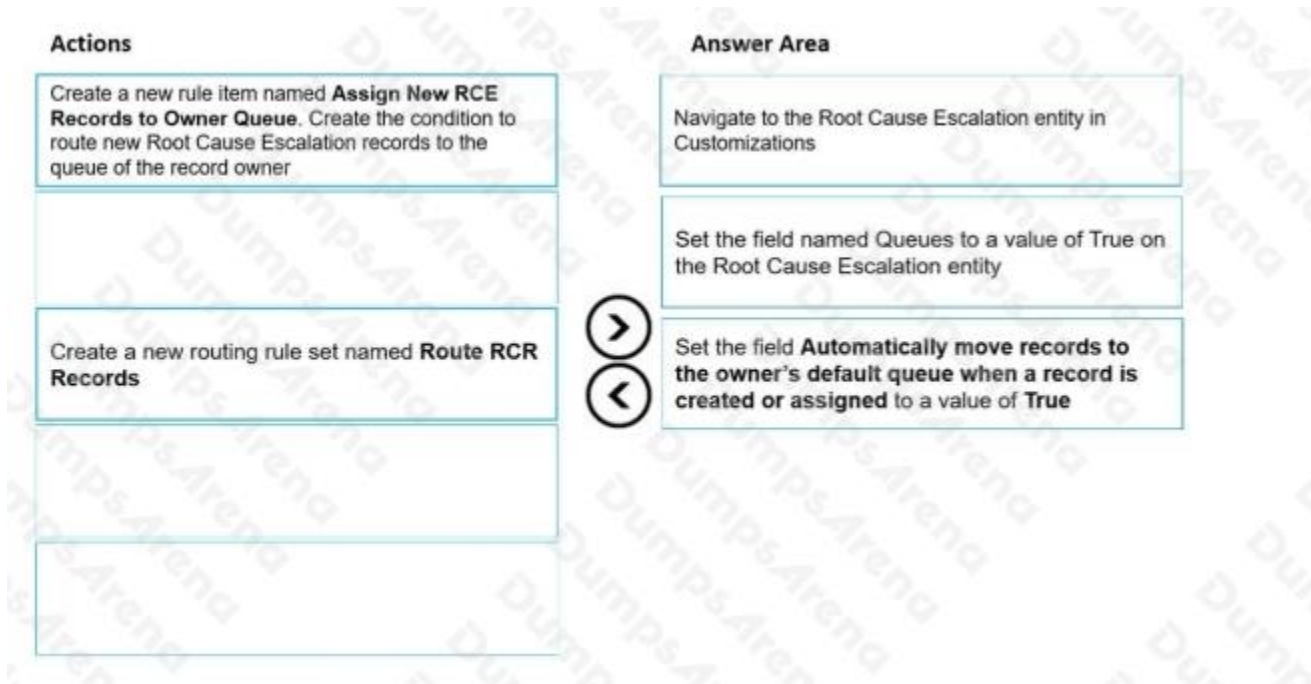 Actions
Create a new rule item named Assign New RCE
Records to Owner Queue. Create the condition to
route new Root Cause Escalation records to the
queue of the record owner
Create a new routing rule set named Route RCR
Records
Answer Area
Navigate to the Root Cause Escalation entity in
Customizations
Set the field named Queues to a value of True on
the Root Cause Escalation entity
Set the field Automatically move records to
the owner's default queue when a record is
created or assigned to a value of True
DumpsArena